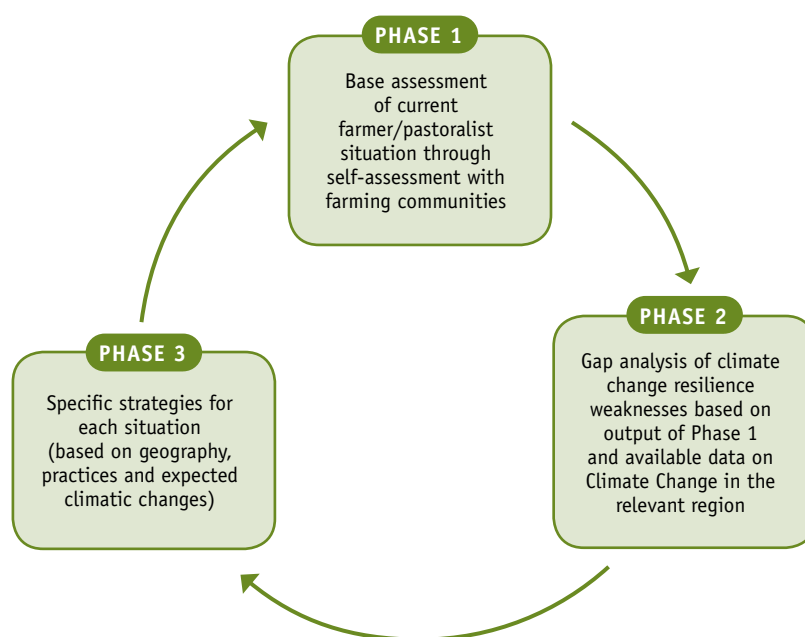 PHASE 1
Base assessment
of current
farmer/pastoralist
situation through
self-assessment with
farming communities
PHASE 2
Gap analysis of climate
change resilience
weaknesses based on
output of Phase 1
and available data on
Climate Change in the
relevant region
PHASE 3
Specific strategies for
each situation
(based on geography,
practices and expected
climatic changes)